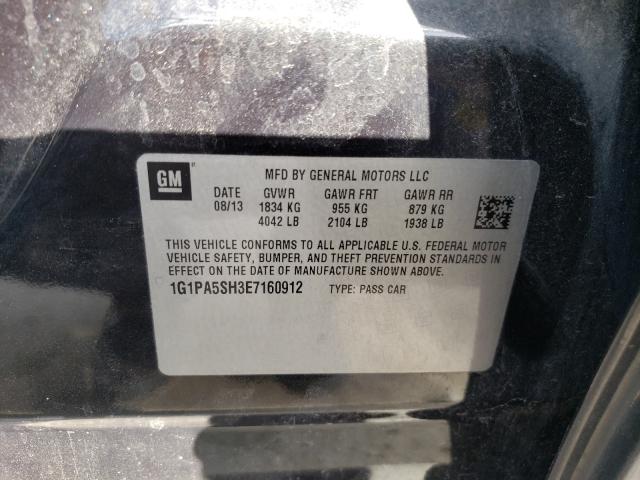 GM
MFD BY GENERAL MOTORS LLC
DATE GVWR GAWR FRT GAWR RR
08/13 1834 KG 955 KG 879 KG
4042 LB 2104 LB 1938 LB
THIS VEHICLE CONFORMS TO ALL APPLICABLE U.S. FEDERAL MOTOR
VEHICLE SAFETY, BUMPER, AND THEFT PREVENTION STANDARDS IN
EFFECT ON THE DATE OF MANUFACTURE SHOWN ABOVE.
1G1PA5SH3E7160912 TYPE: PASS CAR